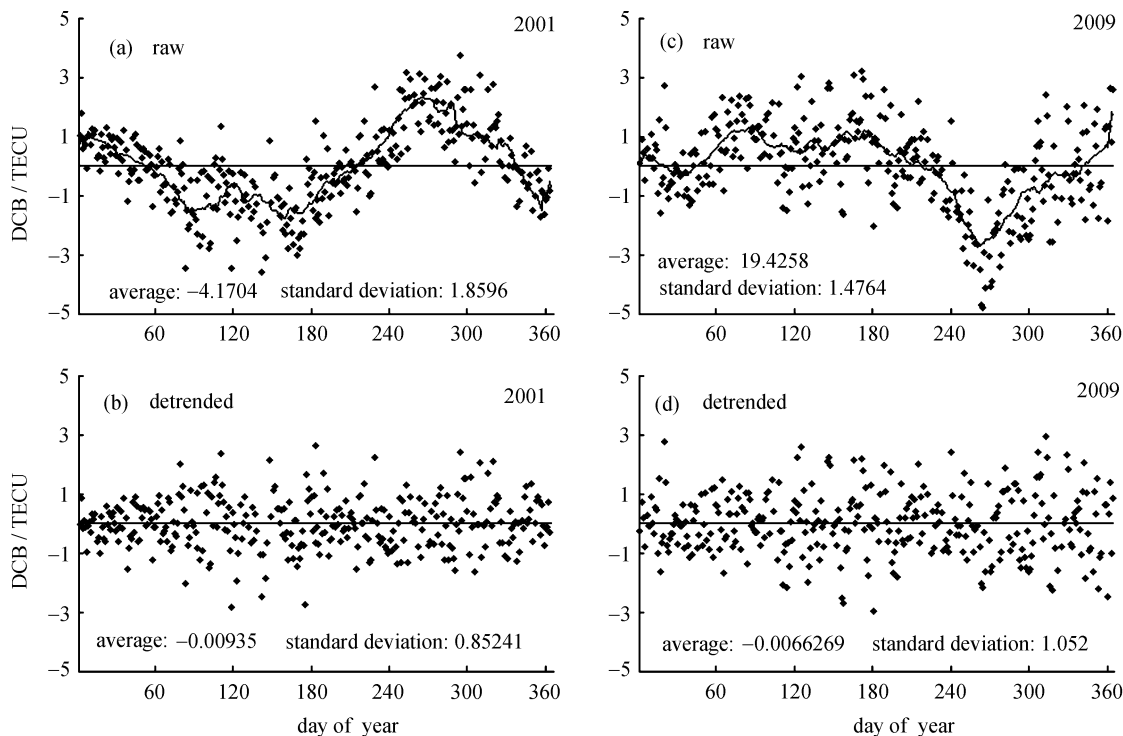 2001
(a) raw
5
3
1
−1
−3
−5
DCB / TECU
average: −4.1704 standard deviation: 1.8596
60 120 180 240 300 360
2009
(c) raw
5
3
1
−1
−3
−5
average: 19.4258
standard deviation: 1.4764
60 120 180 240 300 360
2001
(b) detrended
5
3
1
−1
−3
−5
DCB / TECU
average: −0.00935 standard deviation: 0.85241
60 120 180 240 300 360
day of year
2009
(d) detrended
5
3
1
−1
−3
−5
average: −0.0066269 standard deviation: 1.052
60 120 180 240 300 360
day of year